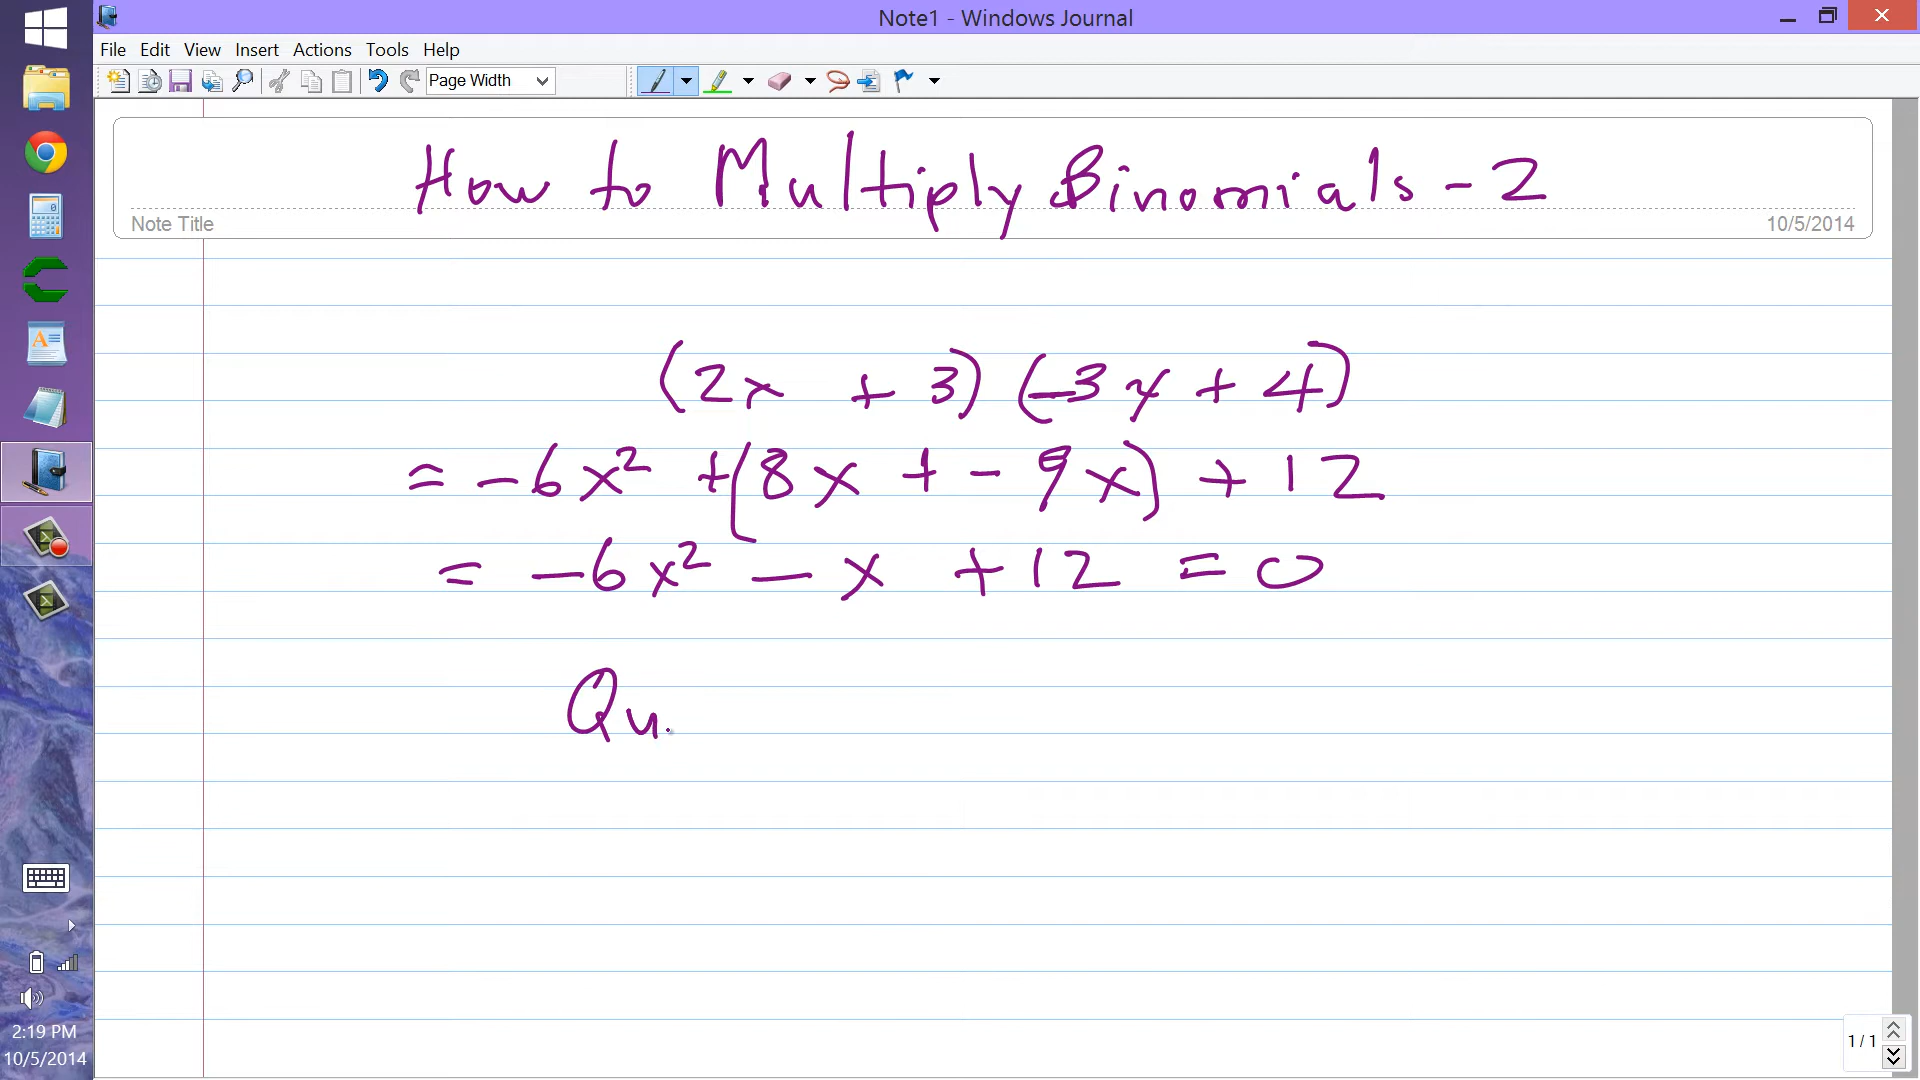 Note1 - Windows Journal
File Edit View Insert Actions Tools Help
Page Width
How to Multiply Binomials - 2
Note Title
10/5/2014
(2x + 3) (-3x + 4)
= -6x² + (8x + - 9x) + 12
= -6x² - x + 12 = 0
Qu
2:19 PM
10/5/2014
1 / 1